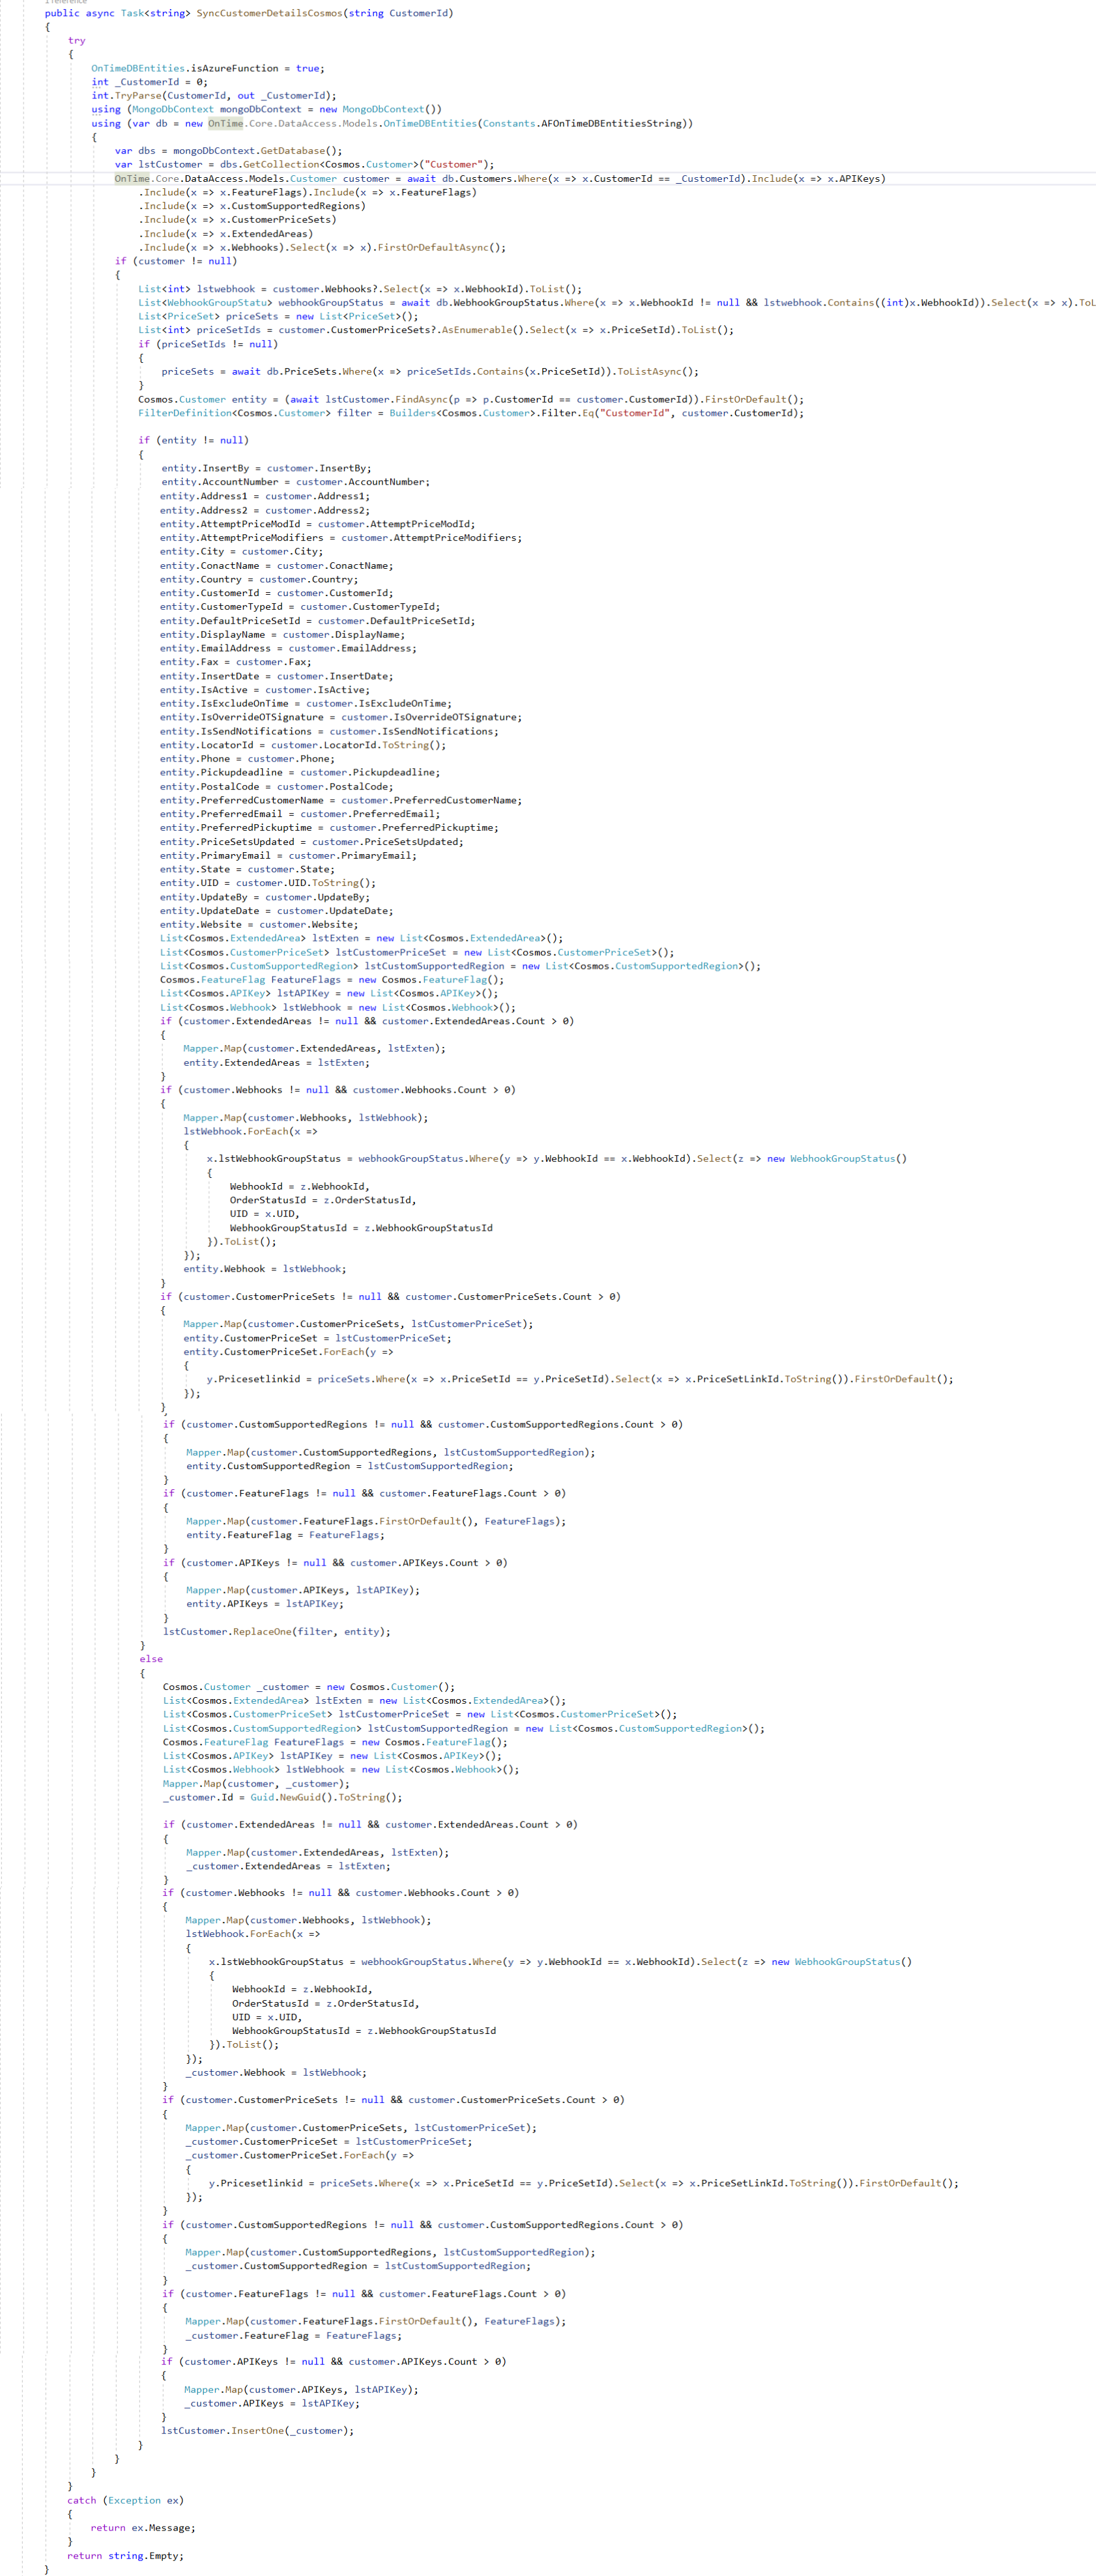 1 reference
public async Task<string> SyncCustomerDetailsCosmos(string CustomerId)
{
try
{
OnTimeDBEntities.isAzureFunction = true;
int _CustomerId = 0;
int.TryParse(CustomerId, out _CustomerId);
using (MongoDbContext mongoDbContext = new MongoDbContext())
using (var db = new OnTime.Core.DataAccess.Models.OnTimeDBEntities(Constants.AFOnTimeDBEntitiesString))
{
var dbs = mongoDbContext.GetDatabase();
var lstCustomer = dbs.GetCollection<Cosmos.Customer>("Customer");
OnTime.Core.DataAccess.Models.Customer customer = await db.Customers.Where(x => x.CustomerId == _CustomerId).Include(x => x.APIKeys)
.Include(x => x.FeatureFlags).Include(x => x.FeatureFlags)
.Include(x => x.CustomSupportedRegions)
.Include(x => x.CustomerPriceSets)
.Include(x => x.ExtendedAreas)
.Include(x => x.Webhooks).Select(x => x).FirstOrDefaultAsync();
if (customer != null)
{
List<int> lstwebhook = customer.Webhooks?.Select(x => x.WebhookId).ToList();
List<WebhookGroupStatu> webhookGroupStatus = await db.WebhookGroupStatus.Where(x => x.WebhookId != null && lstwebhook.Contains((int)x.WebhookId)).Select(x => x).ToL
List<PriceSet> priceSets = new List<PriceSet>();
List<int> priceSetIds = customer.CustomerPriceSets?.AsEnumerable().Select(x => x.PriceSetId).ToList();
if (priceSetIds != null)
{
priceSets = await db.PriceSets.Where(x => priceSetIds.Contains(x.PriceSetId)).ToListAsync();
}
Cosmos.Customer entity = (await lstCustomer.FindAsync(p => p.CustomerId == customer.CustomerId)).FirstOrDefault();
FilterDefinition<Cosmos.Customer> filter = Builders<Cosmos.Customer>.Filter.Eq("CustomerId", customer.CustomerId);
if (entity != null)
{
entity.InsertBy = customer.InsertBy;
entity.AccountNumber = customer.AccountNumber;
entity.Address1 = customer.Address1;
entity.Address2 = customer.Address2;
entity.AttemptPriceModId = customer.AttemptPriceModId;
entity.AttemptPriceModifiers = customer.AttemptPriceModifiers;
entity.City = customer.City;
entity.ConactName = customer.ConactName;
entity.Country = customer.Country;
entity.CustomerId = customer.CustomerId;
entity.CustomerTypeId = customer.CustomerTypeId;
entity.DefaultPriceSetId = customer.DefaultPriceSetId;
entity.DisplayName = customer.DisplayName;
entity.EmailAddress = customer.EmailAddress;
entity.Fax = customer.Fax;
entity.InsertDate = customer.InsertDate;
entity.IsActive = customer.IsActive;
entity.IsExcludeOnTime = customer.IsExcludeOnTime;
entity.IsOverrideOTSignature = customer.IsOverrideOTSignature;
entity.IsSendNotifications = customer.IsSendNotifications;
entity.LocatorId = customer.LocatorId.ToString();
entity.Phone = customer.Phone;
entity.Pickupdeadline = customer.Pickupdeadline;
entity.PostalCode = customer.PostalCode;
entity.PreferredCustomerName = customer.PreferredCustomerName;
entity.PreferredEmail = customer.PreferredEmail;
entity.PreferredPickuptime = customer.PreferredPickuptime;
entity.PriceSetsUpdated = customer.PriceSetsUpdated;
entity.PrimaryEmail = customer.PrimaryEmail;
entity.State = customer.State;
entity.UID = customer.UID.ToString();
entity.UpdateBy = customer.UpdateBy;
entity.UpdateDate = customer.UpdateDate;
entity.Website = customer.Website;
List<Cosmos.ExtendedArea> lstExten = new List<Cosmos.ExtendedArea>();
List<Cosmos.CustomerPriceSet> lstCustomerPriceSet = new List<Cosmos.CustomerPriceSet>();
List<Cosmos.CustomSupportedRegion> lstCustomSupportedRegion = new List<Cosmos.CustomSupportedRegion>();
Cosmos.FeatureFlag FeatureFlags = new Cosmos.FeatureFlag();
List<Cosmos.APIKey> lstAPIKey = new List<Cosmos.APIKey>();
List<Cosmos.Webhook> lstWebhook = new List<Cosmos.Webhook>();
if (customer.ExtendedAreas != null && customer.ExtendedAreas.Count > 0)
{
Mapper.Map(customer.ExtendedAreas, lstExten);
entity.ExtendedAreas = lstExten;
}
if (customer.Webhooks != null && customer.Webhooks.Count > 0)
{
Mapper.Map(customer.Webhooks, lstWebhook);
lstWebhook.ForEach(x =>
{
x.lstWebhookGroupStatus = webhookGroupStatus.Where(y => y.WebhookId == x.WebhookId).Select(z => new WebhookGroupStatus()
{
WebhookId = z.WebhookId,
OrderStatusId = z.OrderStatusId,
UID = x.UID,
WebhookGroupStatusId = z.WebhookGroupStatusId
}).ToList();
});
entity.Webhook = lstWebhook;
}
if (customer.CustomerPriceSets != null && customer.CustomerPriceSets.Count > 0)
{
Mapper.Map(customer.CustomerPriceSets, lstCustomerPriceSet);
entity.CustomerPriceSet = lstCustomerPriceSet;
entity.CustomerPriceSet.ForEach(y =>
{
y.Pricesetlinkid = priceSets.Where(x => x.PriceSetId == y.PriceSetId).Select(x => x.PriceSetLinkId.ToString()).FirstOrDefault();
});
}
if (customer.CustomSupportedRegions != null && customer.CustomSupportedRegions.Count > 0)
{
Mapper.Map(customer.CustomSupportedRegions, lstCustomSupportedRegion);
entity.CustomSupportedRegion = lstCustomSupportedRegion;
}
if (customer.FeatureFlags != null && customer.FeatureFlags.Count > 0)
{
Mapper.Map(customer.FeatureFlags.FirstOrDefault(), FeatureFlags);
entity.FeatureFlag = FeatureFlags;
}
if (customer.APIKeys != null && customer.APIKeys.Count > 0)
{
Mapper.Map(customer.APIKeys, lstAPIKey);
entity.APIKeys = lstAPIKey;
}
lstCustomer.ReplaceOne(filter, entity);
}
else
{
Cosmos.Customer _customer = new Cosmos.Customer();
List<Cosmos.ExtendedArea> lstExten = new List<Cosmos.ExtendedArea>();
List<Cosmos.CustomerPriceSet> lstCustomerPriceSet = new List<Cosmos.CustomerPriceSet>();
List<Cosmos.CustomSupportedRegion> lstCustomSupportedRegion = new List<Cosmos.CustomSupportedRegion>();
Cosmos.FeatureFlag FeatureFlags = new Cosmos.FeatureFlag();
List<Cosmos.APIKey> lstAPIKey = new List<Cosmos.APIKey>();
List<Cosmos.Webhook> lstWebhook = new List<Cosmos.Webhook>();
Mapper.Map(customer, _customer);
_customer.Id = Guid.NewGuid().ToString();
if (customer.ExtendedAreas != null && customer.ExtendedAreas.Count > 0)
{
Mapper.Map(customer.ExtendedAreas, lstExten);
_customer.ExtendedAreas = lstExten;
}
if (customer.Webhooks != null && customer.Webhooks.Count > 0)
{
Mapper.Map(customer.Webhooks, lstWebhook);
lstWebhook.ForEach(x =>
{
x.lstWebhookGroupStatus = webhookGroupStatus.Where(y => y.WebhookId == x.WebhookId).Select(z => new WebhookGroupStatus()
{
WebhookId = z.WebhookId,
OrderStatusId = z.OrderStatusId,
UID = x.UID,
WebhookGroupStatusId = z.WebhookGroupStatusId
}).ToList();
});
_customer.Webhook = lstWebhook;
}
if (customer.CustomerPriceSets != null && customer.CustomerPriceSets.Count > 0)
{
Mapper.Map(customer.CustomerPriceSets, lstCustomerPriceSet);
_customer.CustomerPriceSet = lstCustomerPriceSet;
_customer.CustomerPriceSet.ForEach(y =>
{
y.Pricesetlinkid = priceSets.Where(x => x.PriceSetId == y.PriceSetId).Select(x => x.PriceSetLinkId.ToString()).FirstOrDefault();
});
}
if (customer.CustomSupportedRegions != null && customer.CustomSupportedRegions.Count > 0)
{
Mapper.Map(customer.CustomSupportedRegions, lstCustomSupportedRegion);
_customer.CustomSupportedRegion = lstCustomSupportedRegion;
}
if (customer.FeatureFlags != null && customer.FeatureFlags.Count > 0)
{
Mapper.Map(customer.FeatureFlags.FirstOrDefault(), FeatureFlags);
_customer.FeatureFlag = FeatureFlags;
}
if (customer.APIKeys != null && customer.APIKeys.Count > 0)
{
Mapper.Map(customer.APIKeys, lstAPIKey);
_customer.APIKeys = lstAPIKey;
}
lstCustomer.InsertOne(_customer);
}
}
}
}
catch (Exception ex)
{
return ex.Message;
}
return string.Empty;
}